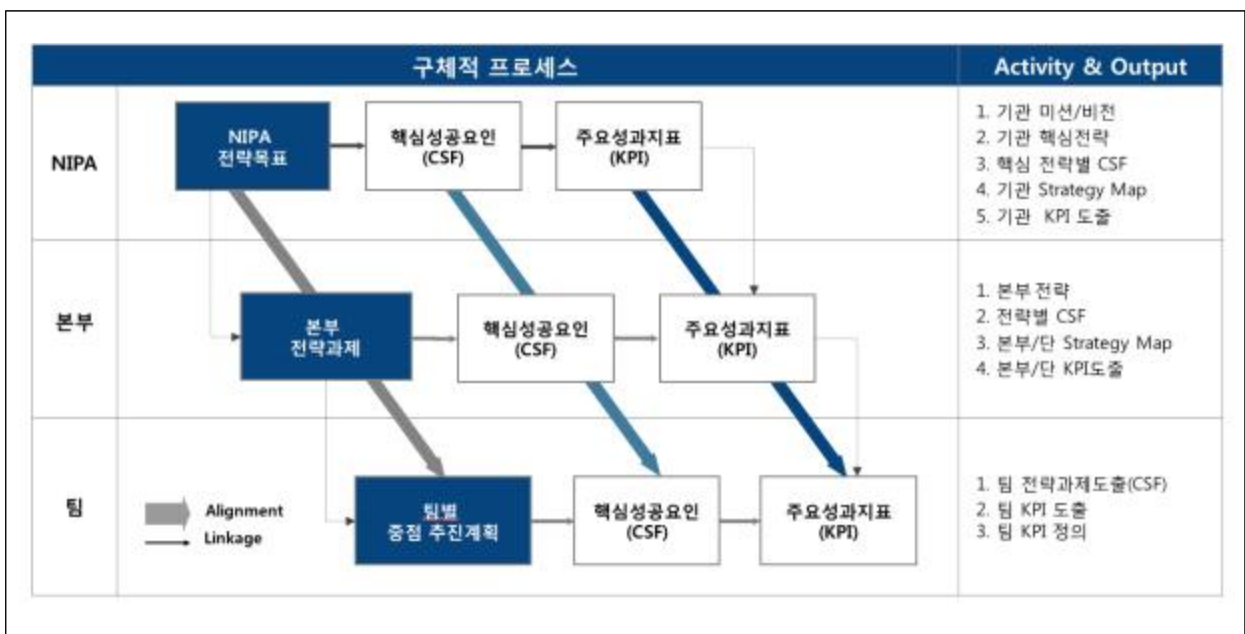 구체적 프로세스
Activity & Output
NIPA
NIPA
전략목표
핵심성공요인
(CSF)
주요성과지표
(KPI)
1. 기관 미션/비전
2. 기관 핵심전략
3. 핵심 전략별 CSF
4. 기관 Strategy Map
5. 기관 KPI 도출
본부
본부
전략과제
핵심성공요인
(CSF)
주요성과지표
(KPI)
1. 본부 전략
2. 전략별 CSF
3. 본부/단 Strategy Map
4. 본부/단 KPI도출
팀
Alignment
Linkage
팀별
중점 추진계획
핵심성공요인
(CSF)
주요성과지표
(KPI)
1. 팀 전략과제도출(CSF)
2. 팀 KPI 도출
3. 팀 KPI 정의